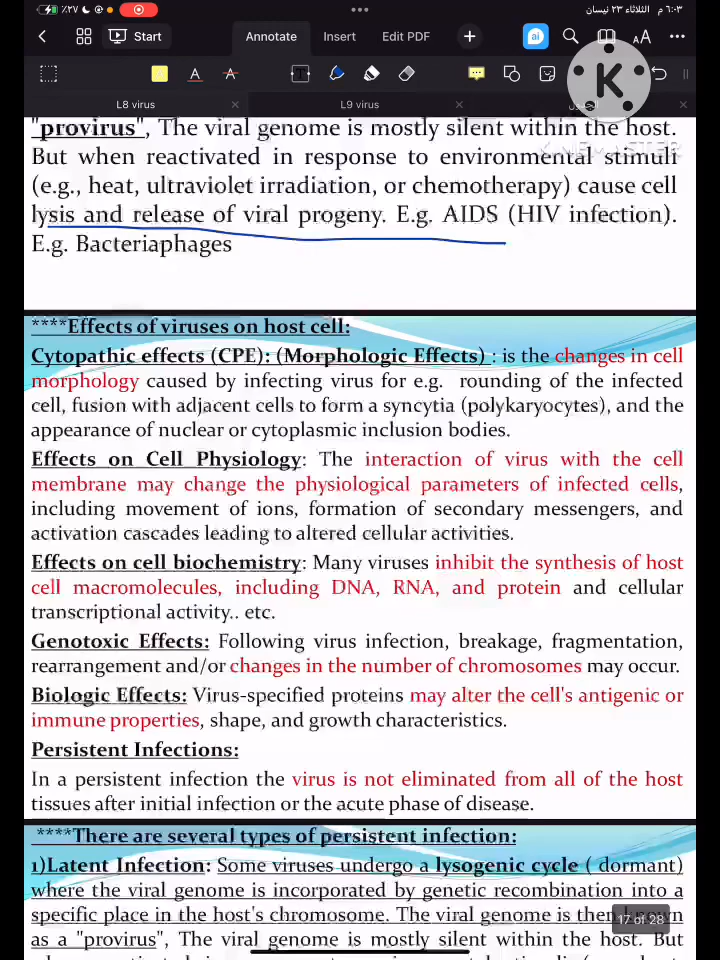 ٪٢٧
٦:٠٣ م الثلاثاء ٢٣ نيسان
Start
Annotate
Insert
Edit PDF
ai
AA
K
KINEMASTER
L8 virus
L9 virus
"provirus", The viral genome is mostly silent within the host.
But when reactivated in response to environmental stimuli
(e.g., heat, ultraviolet irradiation, or chemotherapy) cause cell
lysis and release of viral progeny. E.g. AIDS (HIV infection).
E.g. Bacteriaphages
****Effects of viruses on host cell:
Cytopathic effects (CPE): (Morphologic Effects) : is the changes in cell
morphology caused by infecting virus for e.g. rounding of the infected
cell, fusion with adjacent cells to form a syncytia (polykaryocytes), and the
appearance of nuclear or cytoplasmic inclusion bodies.
Effects on Cell Physiology: The interaction of virus with the cell
membrane may change the physiological parameters of infected cells,
including movement of ions, formation of secondary messengers, and
activation cascades leading to altered cellular activities.
Effects on cell biochemistry: Many viruses inhibit the synthesis of host
cell macromolecules, including DNA, RNA, and protein and cellular
transcriptional activity.. etc.
Genotoxic Effects: Following virus infection, breakage, fragmentation,
rearrangement and/or changes in the number of chromosomes may occur.
Biologic Effects: Virus-specified proteins may alter the cell's antigenic or
immune properties, shape, and growth characteristics.
Persistent Infections:
In a persistent infection the virus is not eliminated from all of the host
tissues after initial infection or the acute phase of disease.
****There are several types of persistent infection:
1)Latent Infection: Some viruses undergo a lysogenic cycle ( dormant)
where the viral genome is incorporated by genetic recombination into a
specific place in the host's chromosome. The viral genome is then known
17 of 28
as a "provirus", The viral genome is mostly silent within the host. But